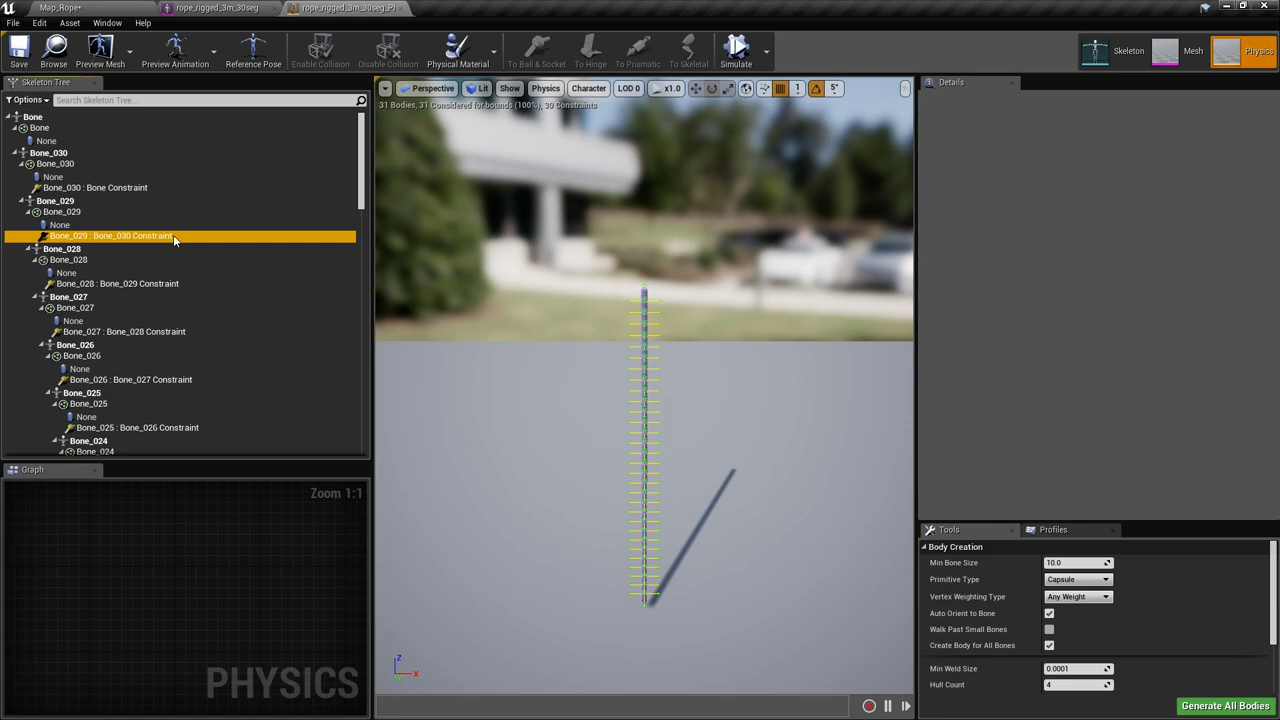 Map_Rope*
rope_rigged_3m_30seg
rope_rigged_3m_30seg_P
File Edit Asset Window Help
Save Browse Preview Mesh Preview Animation Reference Pose Enable Collision Disable Collision Physical Material To Ball & Socket To Hinge To Prismatic To Skeletal Simulate Skeleton Mesh Physics
Skeleton Tree
Options Search Skeleton Tree...
Bone
Bone
None
Bone_030
Bone_030
None
Bone_030 : Bone Constraint
Bone_029
Bone_029
None
Bone_029 : Bone_030 Constraint
Bone_028
Bone_028
None
Bone_028 : Bone_029 Constraint
Bone_027
Bone_027
None
Bone_027 : Bone_028 Constraint
Bone_026
Bone_026
None
Bone_026 : Bone_027 Constraint
Bone_025
Bone_025
None
Bone_025 : Bone_026 Constraint
Bone_024
Bone_024
Graph
Zoom 1:1
PHYSICS
Perspective Lit Show Physics Character LOD 0 x1.0 1 5°
31 Bodies, 31 Considered for bounds (100%), 30 Constraints
Z
X
Details
Tools Profiles
Body Creation
Min Bone Size 10.0
Primitive Type Capsule
Vertex Weighting Type Any Weight
Auto Orient to Bone
Walk Past Small Bones
Create Body for All Bones
Min Weld Size 0.0001
Hull Count 4
Generate All Bodies